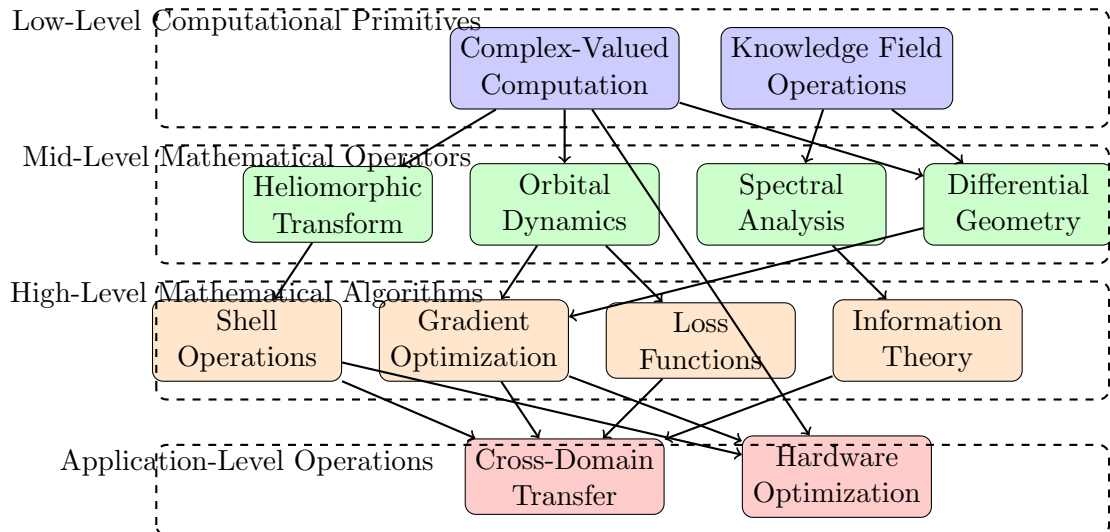 Low-Level Computational Primitives
Complex-Valued
Computation
Knowledge Field
Operations
Mid-Level Mathematical Operators
Heliomorphic
Transform
Orbital
Dynamics
Spectral
Analysis
Differential
Geometry
High-Level Mathematical Algorithms
Shell
Operations
Gradient
Optimization
Loss
Functions
Information
Theory
Application-Level Operations
Cross-Domain
Transfer
Hardware
Optimization